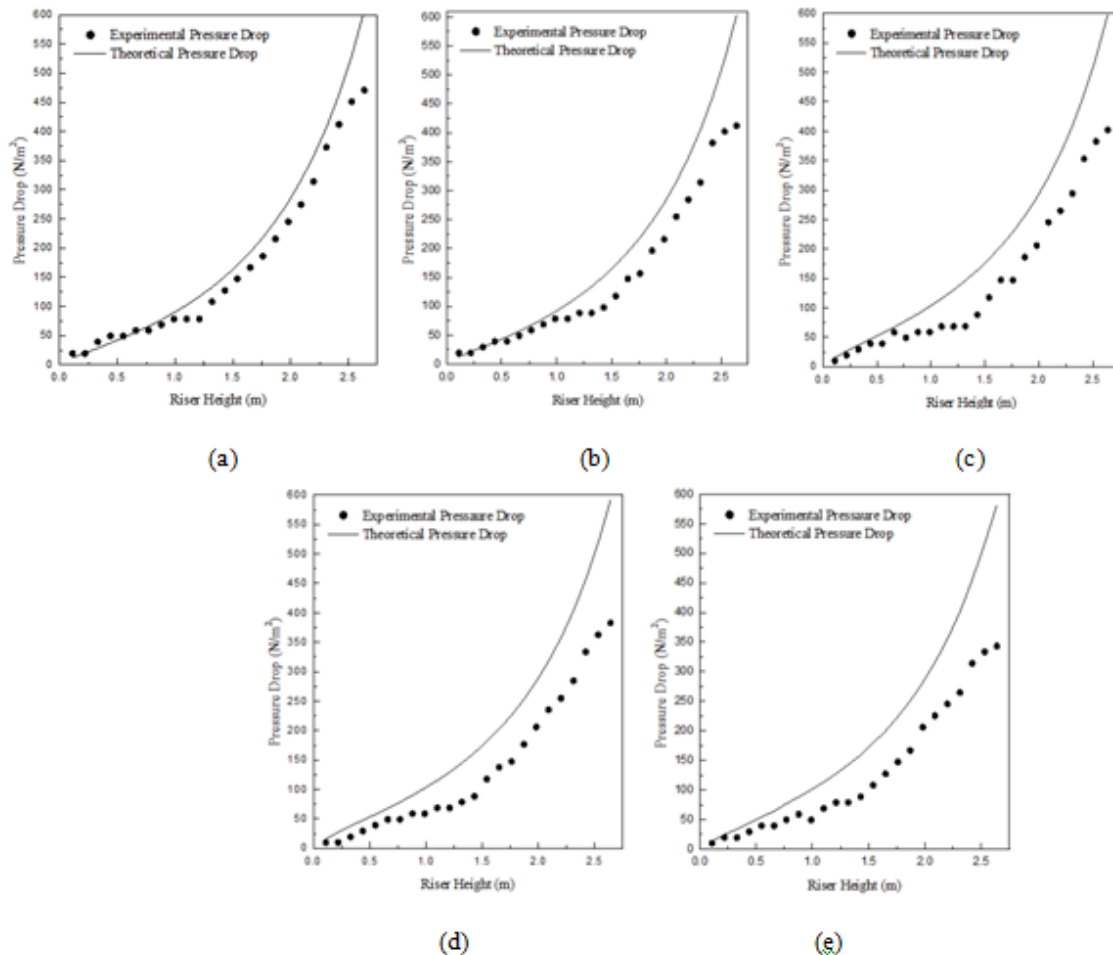 600
550
500
450
400
350
300
250
200
150
100
50
0
Pressure Drop (N/m²)
Experimental Pressure Drop
Theoretical Pressure Drop
0.0 0.5 1.0 1.5 2.0 2.5
Riser Height (m)
(a)
600
550
500
450
400
350
300
250
200
150
100
50
0
Pressure Drop (N/m²)
Experimental Pressure Drop
Theoretical Pressure Drop
0.0 0.5 1.0 1.5 2.0 2.5
Riser Height (m)
(b)
600
550
500
450
400
350
300
250
200
150
100
50
0
Pressure Drop (N/m²)
Experimental Pressure Drop
Theoretical Pressure Drop
0.0 0.5 1.0 1.5 2.0 2.5
Riser Height (m)
(c)
600
550
500
450
400
350
300
250
200
150
100
50
0
Pressure Drop (N/m²)
Experimental Pressaure Drop
Theoretical Pressure Drop
0.0 0.5 1.0 1.5 2.0 2.5
Riser Height (m)
(d)
600
550
500
450
400
350
300
250
200
150
100
50
0
Pressure Drop (N/m²)
Experimental Pressaure Drop
Theoretical Pressure Drop
0.0 0.5 1.0 1.5 2.0 2.5
Riser Height (m)
(e)